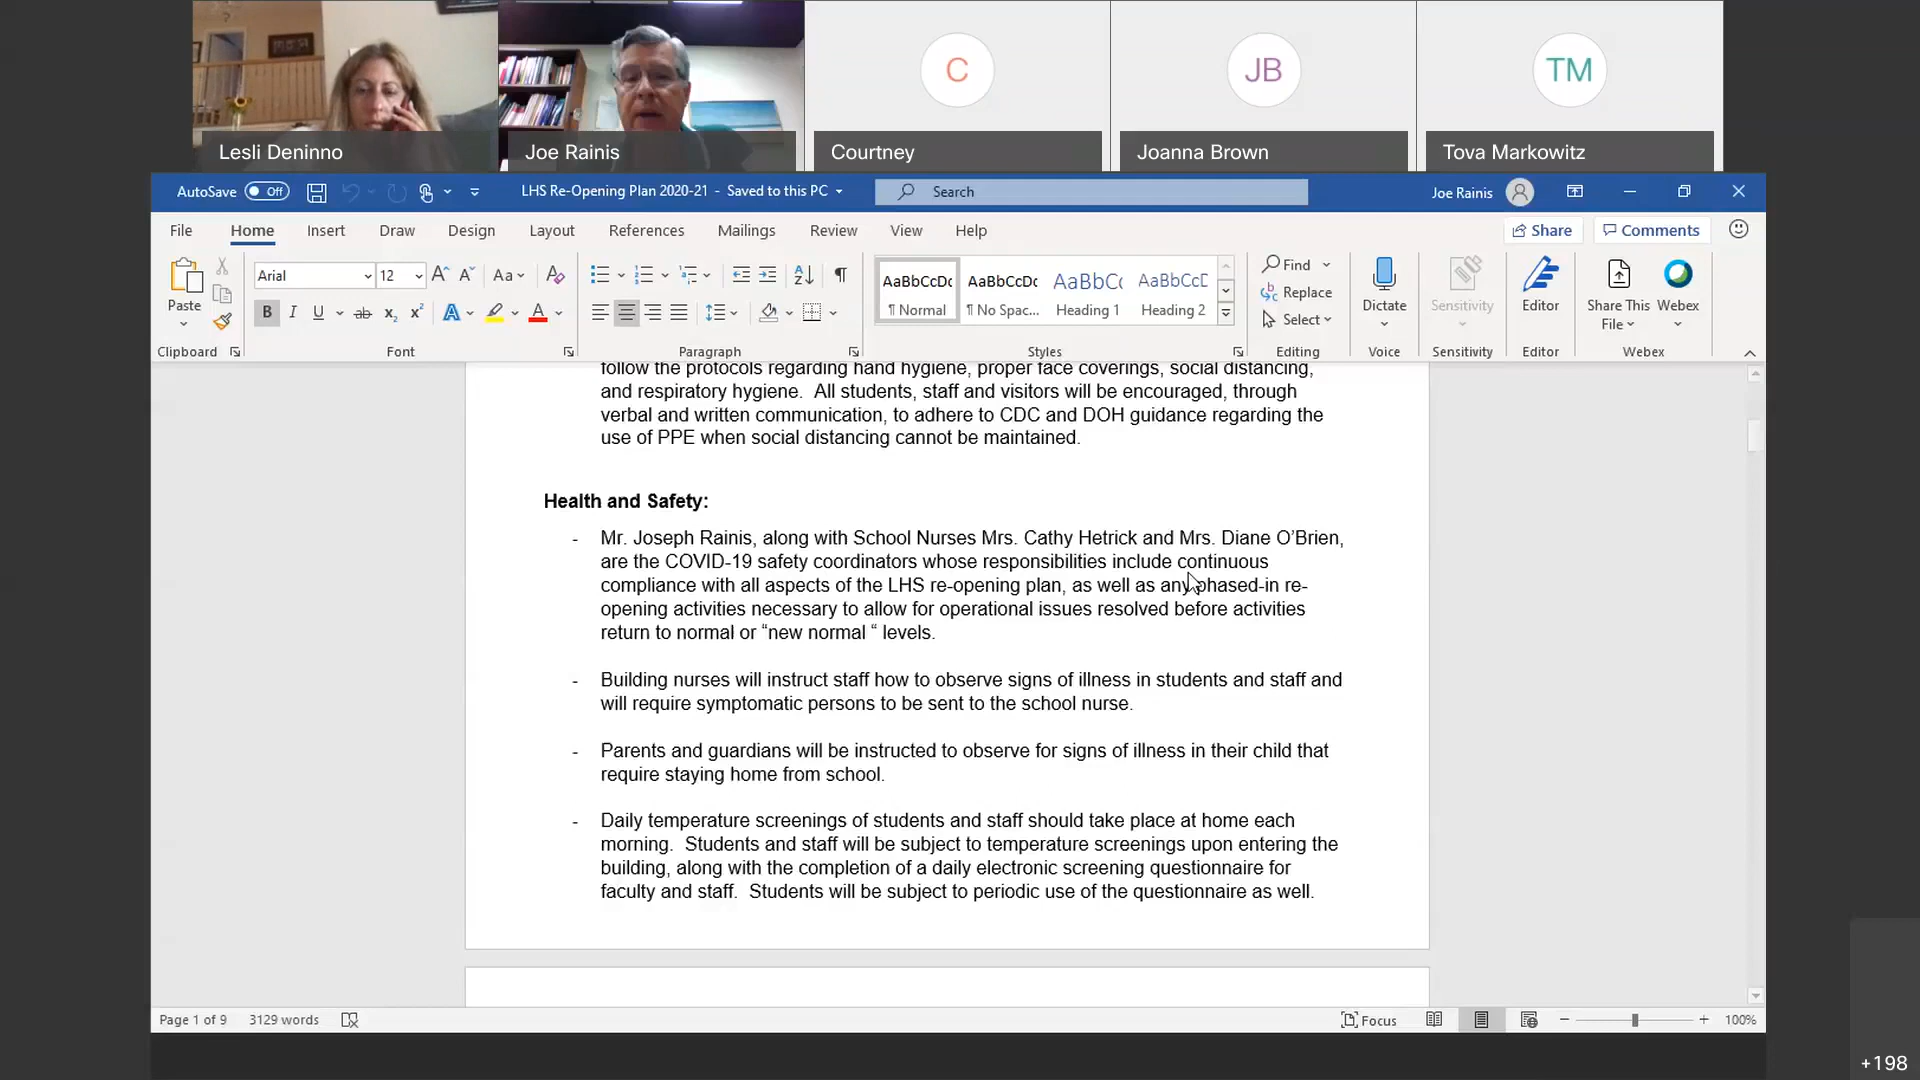 C
JB
TM
Lesli Deninno
Joe Rainis
Courtney
Joanna Brown
Tova Markowitz
AutoSave Off
LHS Re-Opening Plan 2020-21 - Saved to this PC
Search
Joe Rainis
File Home Insert Draw Design Layout References Mailings Review View Help
Share
Comments
Paste
Arial
12
Aa
AaBbCcDc
¶ Normal
AaBbCcDc
¶ No Spac...
AaBbCc
Heading 1
AaBbCcD
Heading 2
Find
Replace
Select
Dictate
Sensitivity
Editor
Share This
File
Webex
Clipboard
Font
Paragraph
Styles
Editing
Voice
Sensitivity
Editor
Webex
follow the protocols regarding hand hygiene, proper face coverings, social distancing,
and respiratory hygiene. All students, staff and visitors will be encouraged, through
verbal and written communication, to adhere to CDC and DOH guidance regarding the
use of PPE when social distancing cannot be maintained.
Health and Safety:
- Mr. Joseph Rainis, along with School Nurses Mrs. Cathy Hetrick and Mrs. Diane O’Brien,
are the COVID-19 safety coordinators whose responsibilities include continuous
compliance with all aspects of the LHS re-opening plan, as well as any phased-in re-
opening activities necessary to allow for operational issues resolved before activities
return to normal or “new normal “ levels.
- Building nurses will instruct staff how to observe signs of illness in students and staff and
will require symptomatic persons to be sent to the school nurse.
- Parents and guardians will be instructed to observe for signs of illness in their child that
require staying home from school.
- Daily temperature screenings of students and staff should take place at home each
morning. Students and staff will be subject to temperature screenings upon entering the
building, along with the completion of a daily electronic screening questionnaire for
faculty and staff. Students will be subject to periodic use of the questionnaire as well.
Page 1 of 9
3129 words
Focus
100%
+198